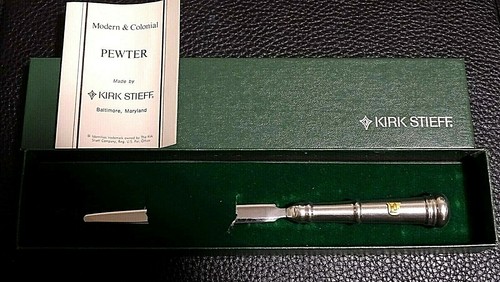 Modern & Colonial
PEWTER
Made by
KIRK STIEFF
Baltimore, Maryland
KIRK STIEFF